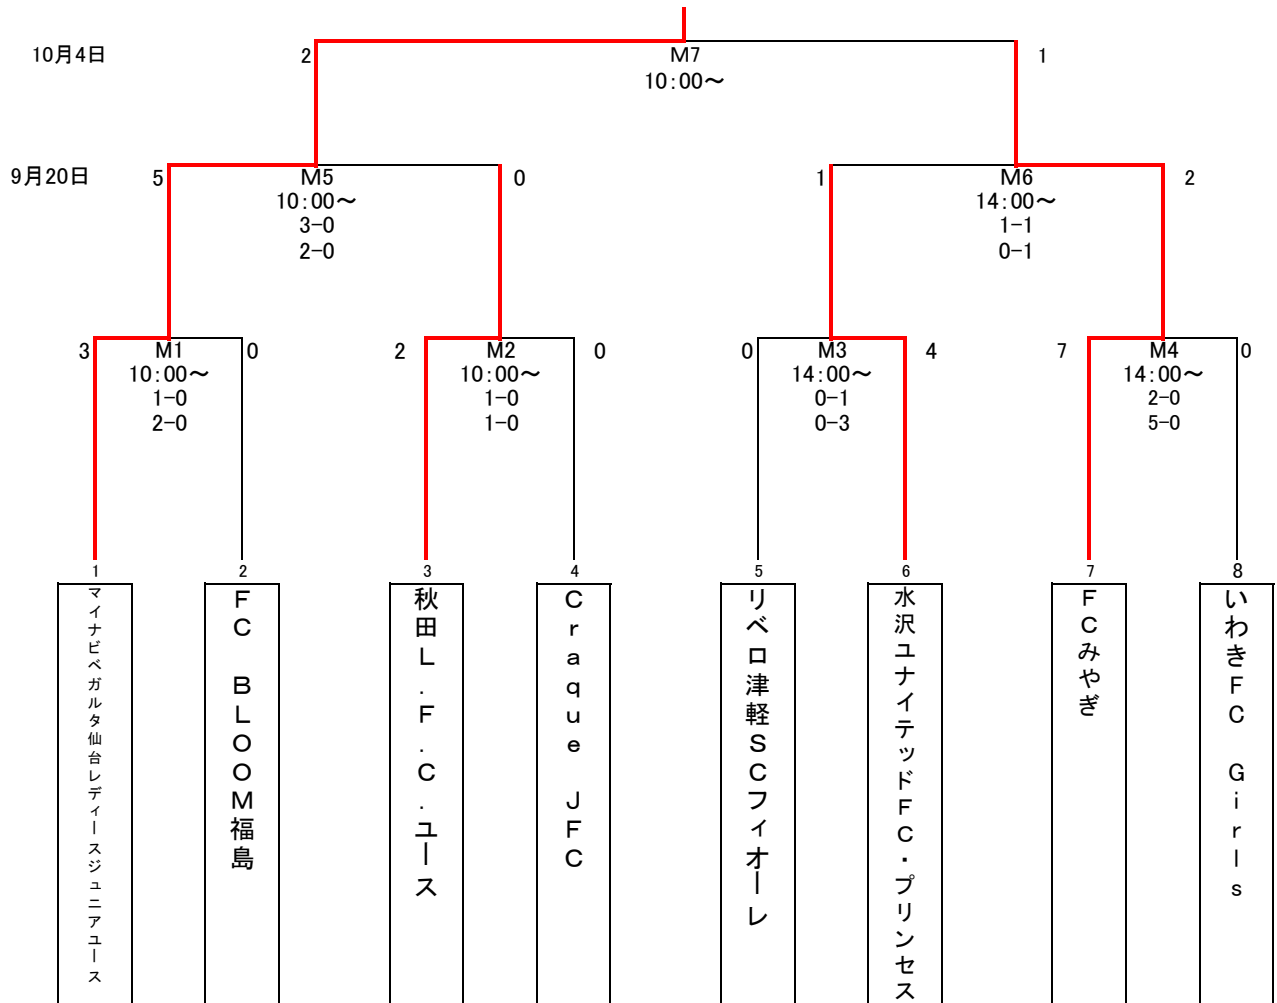 10月4日
2
M7
1
10:00～
9月20日
5
M5
0
1
M6
2
10:00～
3-0
2-0
14:00～
1-1
0-1
3
M1
0
2
M2
0
0
M3
4
7
M4
0
10:00～
1-0
2-0
10:00～
1-0
1-0
14:00～
0-1
0-3
14:00～
2-0
5-0
1
2
3
4
5
6
7
8
マイナビベガルタ仙台レディースジュニアユース
ＦＣ　ＢＬＯＯＭ福島
秋田Ｌ．Ｆ．Ｃ．ユース
Ｃｒａｑｕｅ　ＪＦＣ
リベロ津軽ＳＣフィオーレ
水沢ユナイテッドＦＣ・プリンセス
ＦＣみやぎ
いわきＦＣ　Ｇｉｒｌｓ